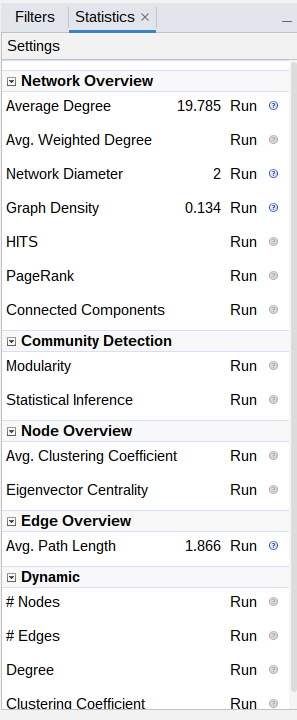 Filters Statistics ×
Settings
Network Overview
Average Degree 19.785 Run
Avg. Weighted Degree Run
Network Diameter 2 Run
Graph Density 0.134 Run
HITS Run
PageRank Run
Connected Components Run
Community Detection
Modularity Run
Statistical Inference Run
Node Overview
Avg. Clustering Coefficient Run
Eigenvector Centrality Run
Edge Overview
Avg. Path Length 1.866 Run
Dynamic
# Nodes Run
# Edges Run
Degree Run
Clustering Coefficient Run